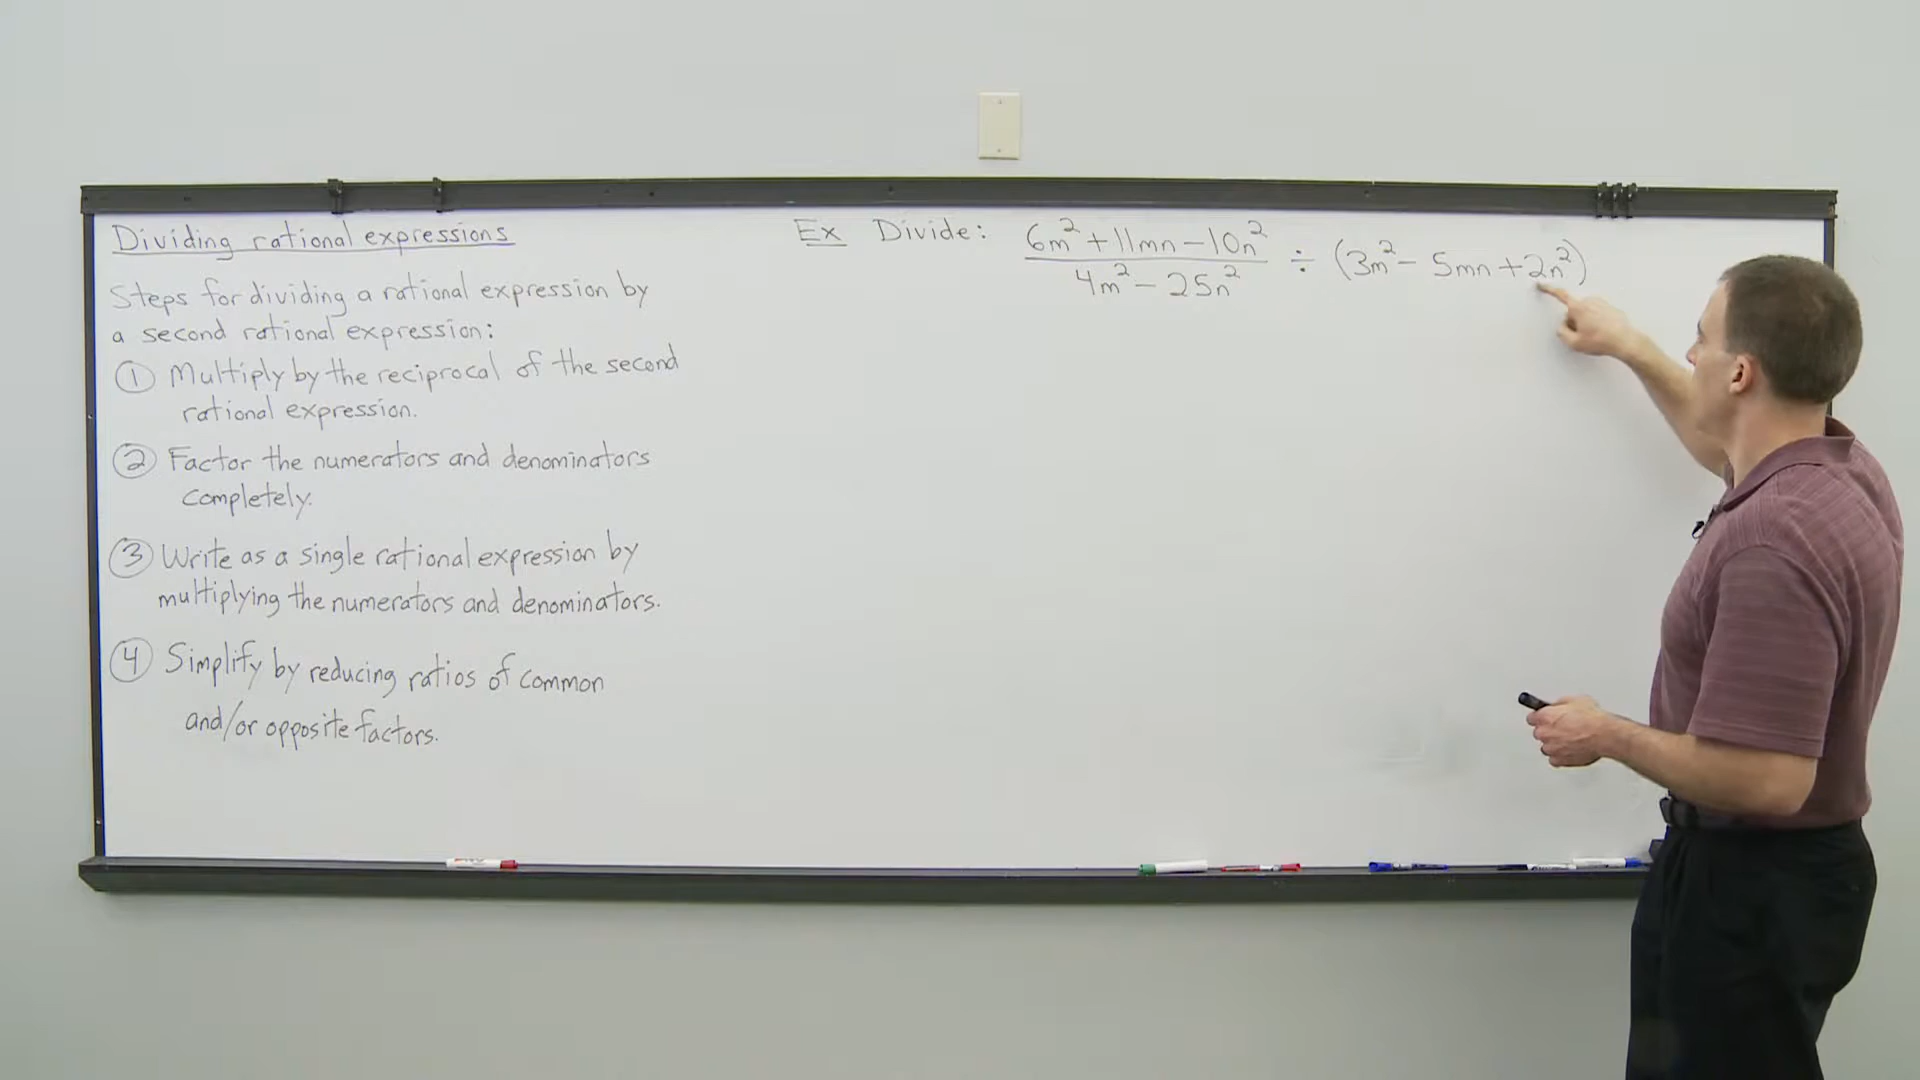 Dividing rational expressions
Steps for dividing a rational expression by
a second rational expression:
① Multiply by the reciprocal of the second
rational expression.
② Factor the numerators and denominators
completely.
③ Write as a single rational expression by
multiplying the numerators and denominators.
④ Simplify by reducing ratios of common
and/or opposite factors.
Ex Divide: (6m² + 11mn − 10n²)/(4m² − 25n²) ÷ (3m² − 5mn + 2n²)